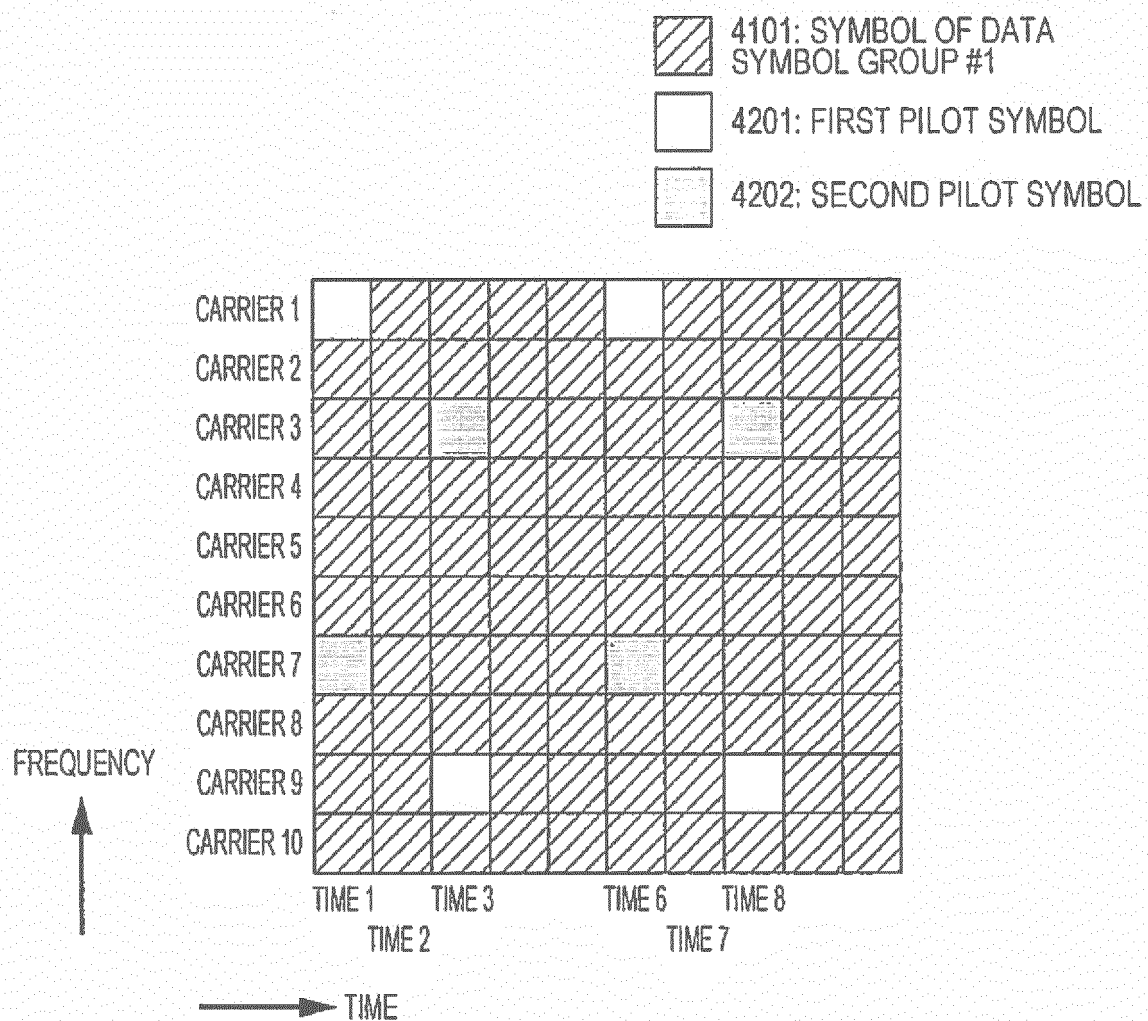 4101: SYMBOL OF DATA
SYMBOL GROUP #1
4201: FIRST PILOT SYMBOL
4202: SECOND PILOT SYMBOL
CARRIER 1
CARRIER 2
CARRIER 3
CARRIER 4
CARRIER 5
CARRIER 6
CARRIER 7
CARRIER 8
CARRIER 9
CARRIER 10
FREQUENCY
TIME 1
TIME 3
TIME 6
TIME 8
TIME 2
TIME 7
TIME